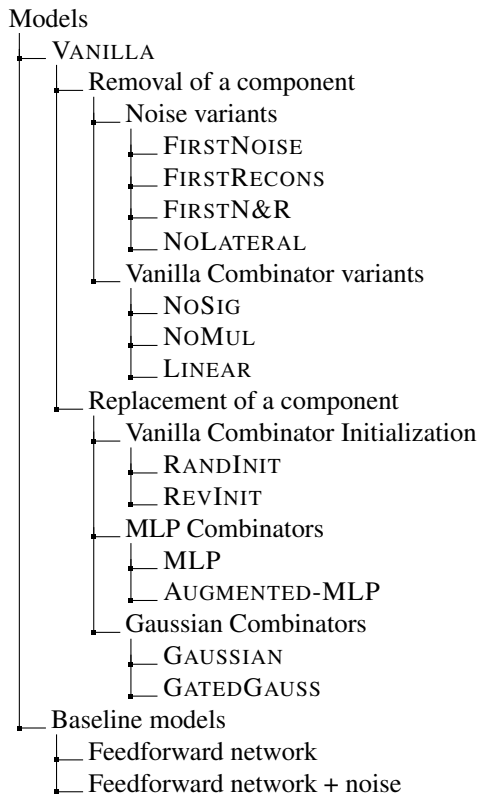 Models
VANILLA
Removal of a component
Noise variants
FIRSTNOISE
FIRSTRECONS
FIRSTN&R
NOLATERAL
Vanilla Combinator variants
NOSIG
NOMUL
LINEAR
Replacement of a component
Vanilla Combinator Initialization
RANDINIT
REVINIT
MLP Combinators
MLP
AUGMENTED-MLP
Gaussian Combinators
GAUSSIAN
GATEDGAUSS
Baseline models
Feedforward network
Feedforward network + noise